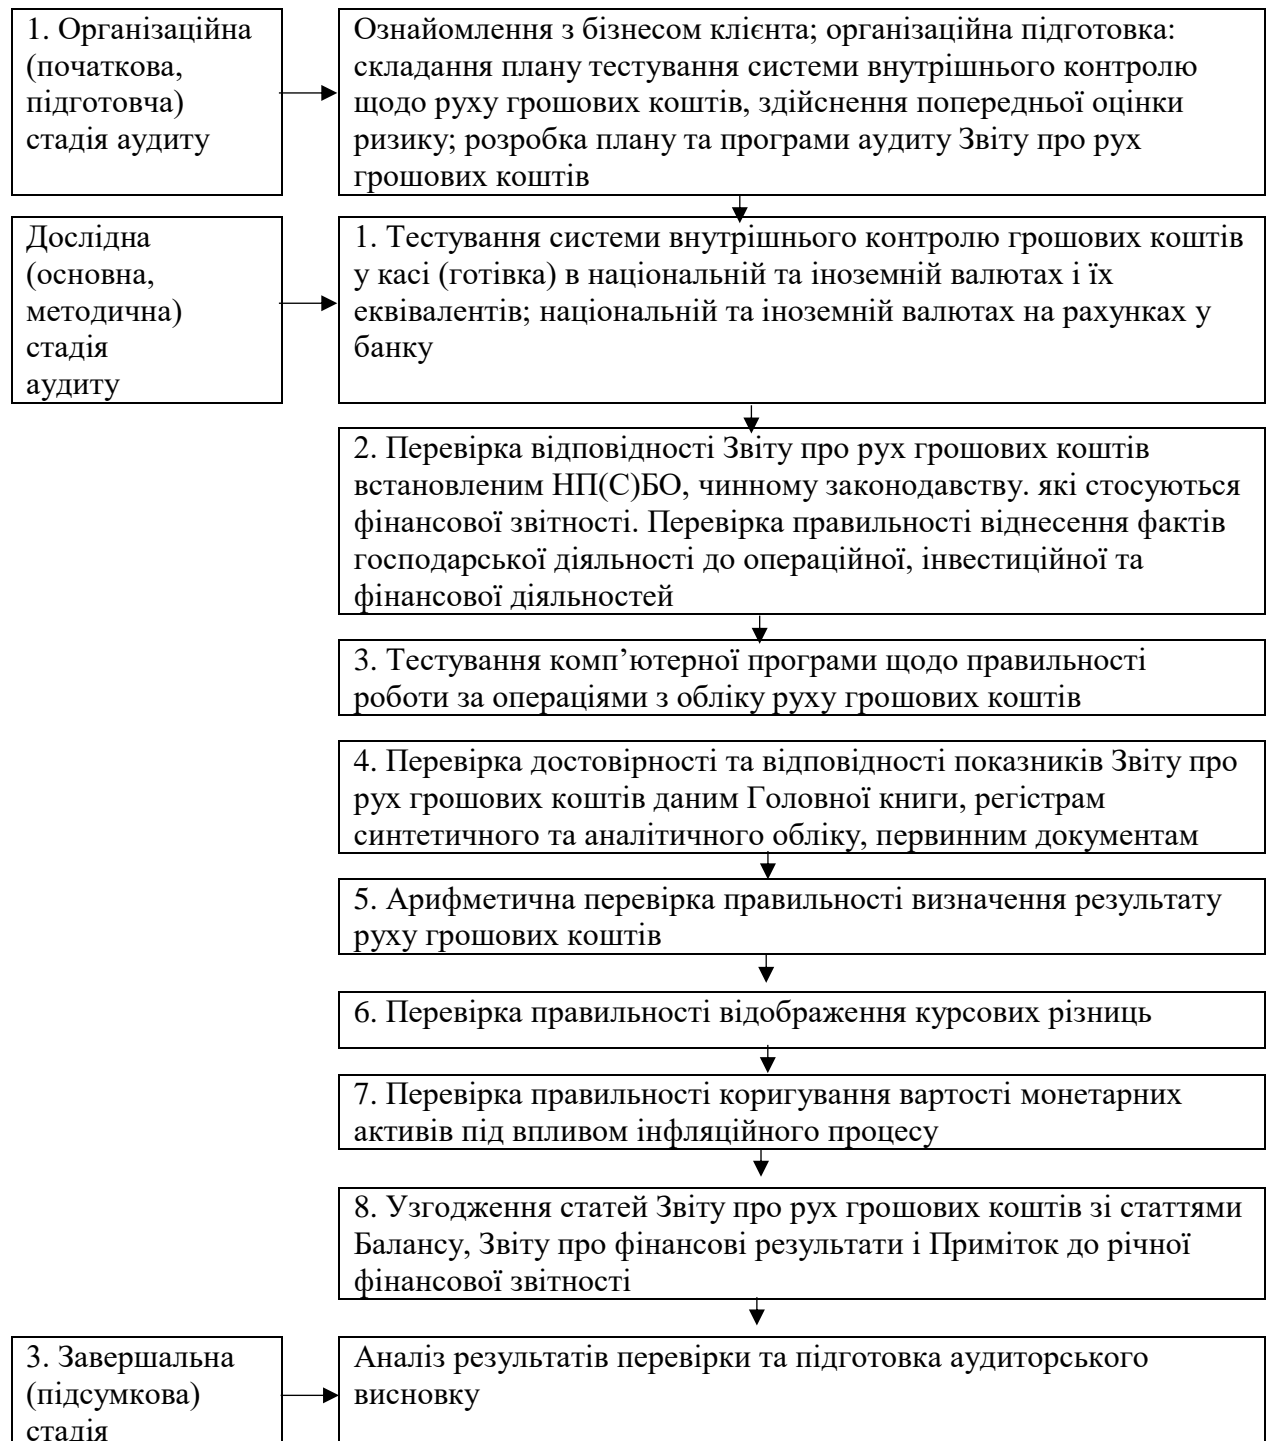 1. Організаційна
(початкова,
підготовча)
стадія аудиту
Ознайомлення з бізнесом клієнта; організаційна підготовка:
складання плану тестування системи внутрішнього контролю
щодо руху грошових коштів, здійснення попередньої оцінки
ризику; розробка плану та програми аудиту Звіту про рух
грошових коштів
Дослідна
(основна,
методична)
стадія
аудиту
1. Тестування системи внутрішнього контролю грошових коштів
у касі (готівка) в національній та іноземній валютах і їх
еквівалентів; національній та іноземній валютах на рахунках у
банку
2. Перевірка відповідності Звіту про рух грошових коштів
встановленим НП(С)БО, чинному законодавству. які стосуються
фінансової звітності. Перевірка правильності віднесення фактів
господарської діяльності до операційної, інвестиційної та
фінансової діяльностей
3. Тестування комп’ютерної програми щодо правильності
роботи за операціями з обліку руху грошових коштів
4. Перевірка достовірності та відповідності показників Звіту про
рух грошових коштів даним Головної книги, регістрам
синтетичного та аналітичного обліку, первинним документам
5. Арифметична перевірка правильності визначення результату
руху грошових коштів
6. Перевірка правильності відображення курсових різниць
7. Перевірка правильності коригування вартості монетарних
активів під впливом інфляційного процесу
8. Узгодження статей Звіту про рух грошових коштів зі статтями
Балансу, Звіту про фінансові результати і Приміток до річної
фінансової звітності
3. Завершальна
(підсумкова)
стадія
Аналіз результатів перевірки та підготовка аудиторського
висновку